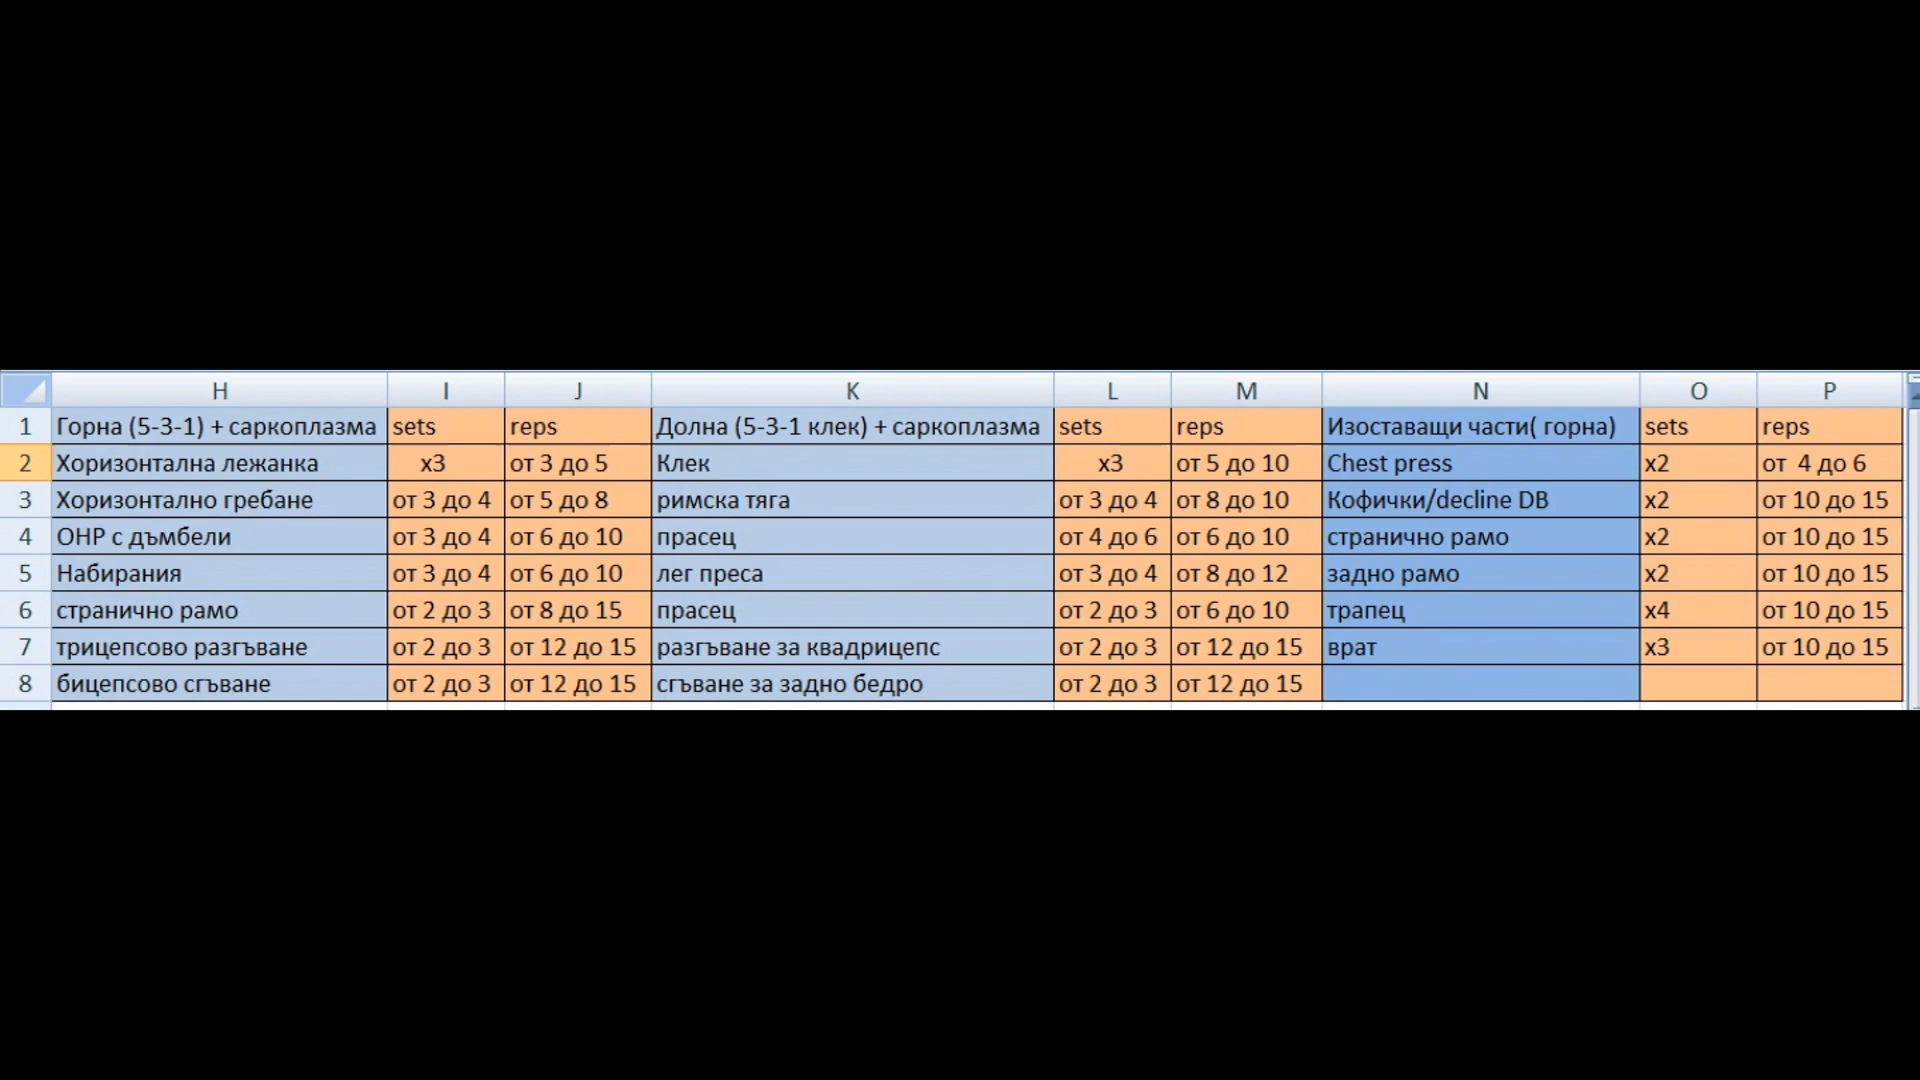 H I J K L M N O P
1 Горна (5-3-1) + саркоплазма sets reps Долна (5-3-1 клек) + саркоплазма sets reps Изоставащи части( горна) sets reps
2 Хоризонтална лежанка x3 от 3 до 5 Клек x3 от 5 до 10 Chest press x2 от 4 до 6
3 Хоризонтално гребане от 3 до 4 от 5 до 8 римска тяга от 3 до 4 от 8 до 10 Кофички/decline DB x2 от 10 до 15
4 ОНР с дъмбели от 3 до 4 от 6 до 10 прасец от 4 до 6 от 6 до 10 странично рамо x2 от 10 до 15
5 Набирания от 3 до 4 от 6 до 10 лег преса от 3 до 4 от 8 до 12 задно рамо x2 от 10 до 15
6 странично рамо от 2 до 3 от 8 до 15 прасец от 2 до 3 от 6 до 10 трапец x4 от 10 до 15
7 трицепсово разгъване от 2 до 3 от 12 до 15 разгъване за квадрицепс от 2 до 3 от 12 до 15 врат x3 от 10 до 15
8 бицепсово сгъване от 2 до 3 от 12 до 15 сгъване за задно бедро от 2 до 3 от 12 до 15